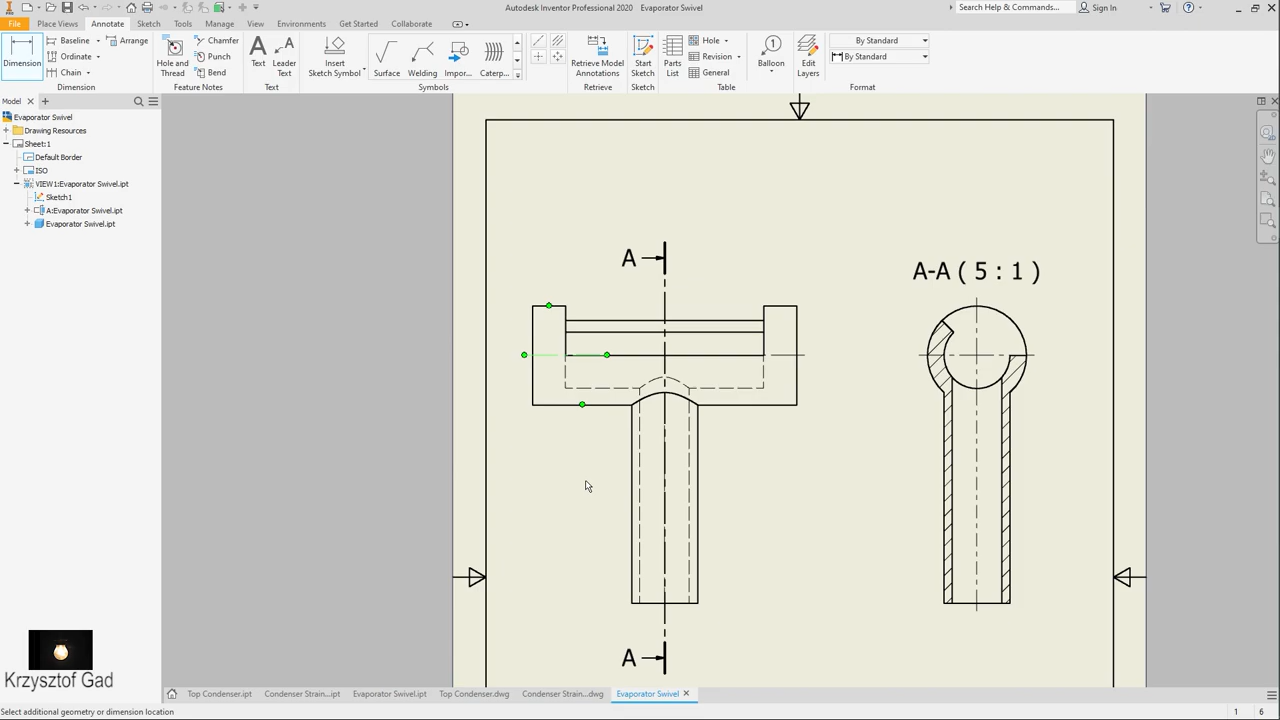 Autodesk Inventor Professional 2020 Evaporator Swivel
Search Help & Commands...
Sign In
File Place Views Annotate Sketch Tools Manage View Environments Get Started Collaborate
Dimension
Baseline
Ordinate
Chain
Arrange
Dimension
Hole and Thread
Chamfer
Punch
Bend
Feature Notes
Text
Leader Text
Text
Insert Sketch Symbol
Surface
Welding
Impor...
Caterp...
Symbols
Retrieve Model Annotations
Retrieve
Start Sketch
Sketch
Parts List
Hole
Revision
General
Table
Balloon
Edit Layers
By Standard
By Standard
Format
Model
Evaporator Swivel
Drawing Resources
Sheet:1
Default Border
ISO
VIEW1:Evaporator Swivel.ipt
Sketch1
A:Evaporator Swivel.ipt
Evaporator Swivel.ipt
A
A-A ( 5 : 1 )
A
Krzysztof Gad
Top Condenser.ipt Condenser Strain...ipt Evaporator Swivel.ipt Top Condenser.dwg Condenser Strain...dwg Evaporator Swivel
Select additional geometry or dimension location
1 6